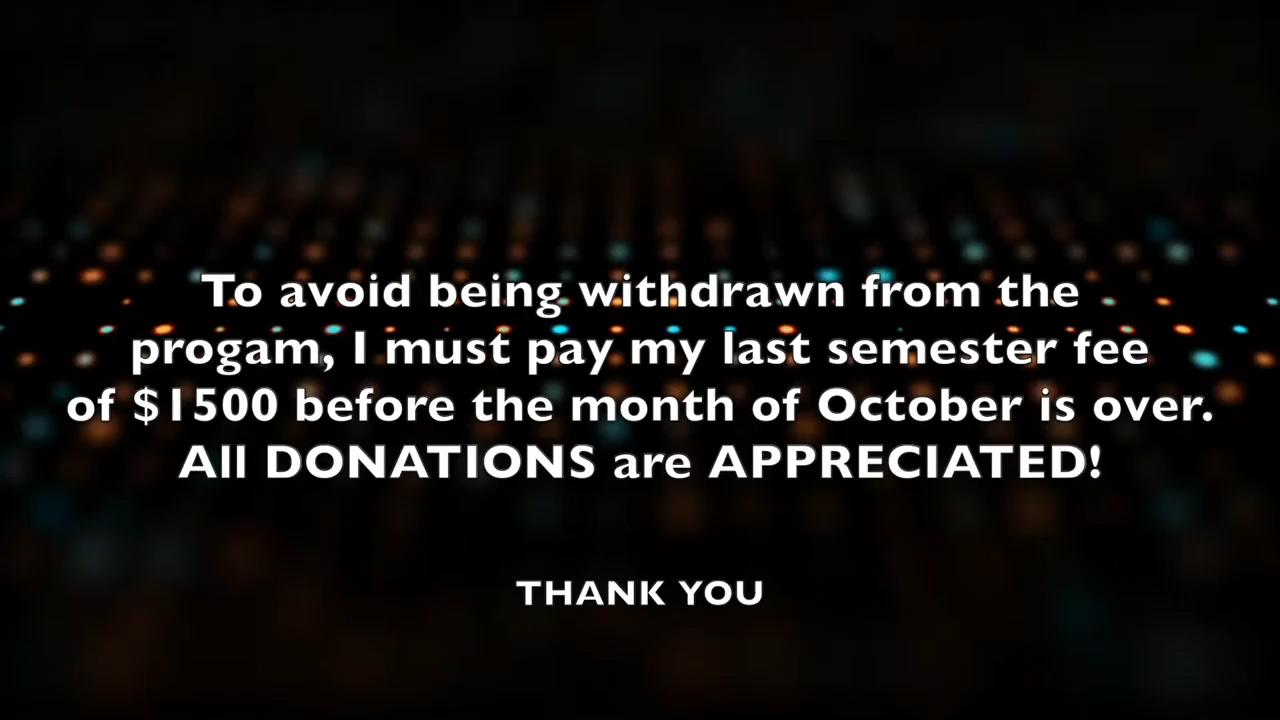 To avoid being withdrawn from the
progam, I must pay my last semester fee
of $1500 before the month of October is over.
All DONATIONS are APPRECIATED!
THANK YOU